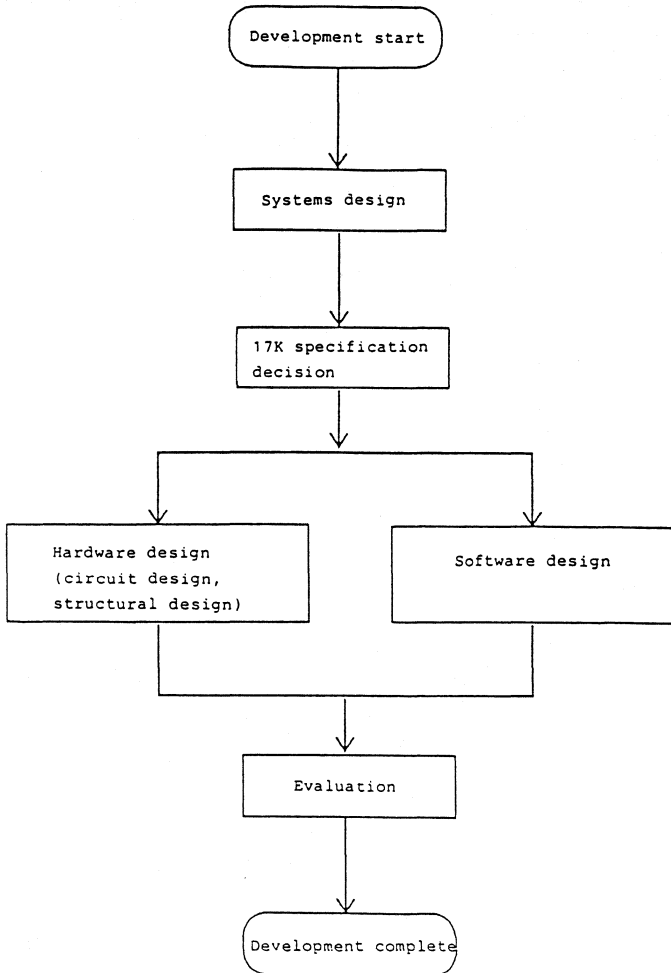 Development start
Systems design
17K specification
decision
Hardware design
(circuit design,
structural design)
Software design
Evaluation
Development complete